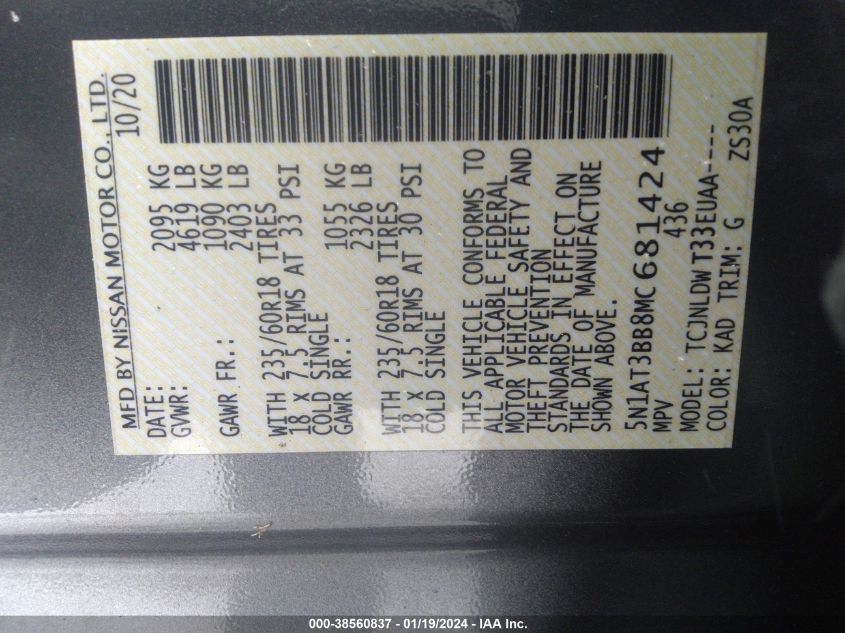 MFD BY NISSAN MOTOR CO., LTD.
DATE: 10/20
GVWR: 2095 KG
4619 LB
GAWR FR.: 1090 KG
2403 LB
WITH 235/60R18 TIRES
18 X 7.5 RIMS AT 33 PSI
COLD SINGLE
GAWR RR.: 1055 KG
2326 LB
WITH 235/60R18 TIRES
18 X 7.5 RIMS AT 30 PSI
COLD SINGLE
THIS VEHICLE CONFORMS TO
ALL APPLICABLE FEDERAL
MOTOR VEHICLE SAFETY AND
THEFT PREVENTION
STANDARDS IN EFFECT ON
THE DATE OF MANUFACTURE
SHOWN ABOVE.
5N1AT3BB8MC681424
MPV 436
MODEL: TCJNLDW T33EUAA----
COLOR: KAD TRIM: G ZS30A
000-38560837 - 01/19/2024 - IAA Inc.